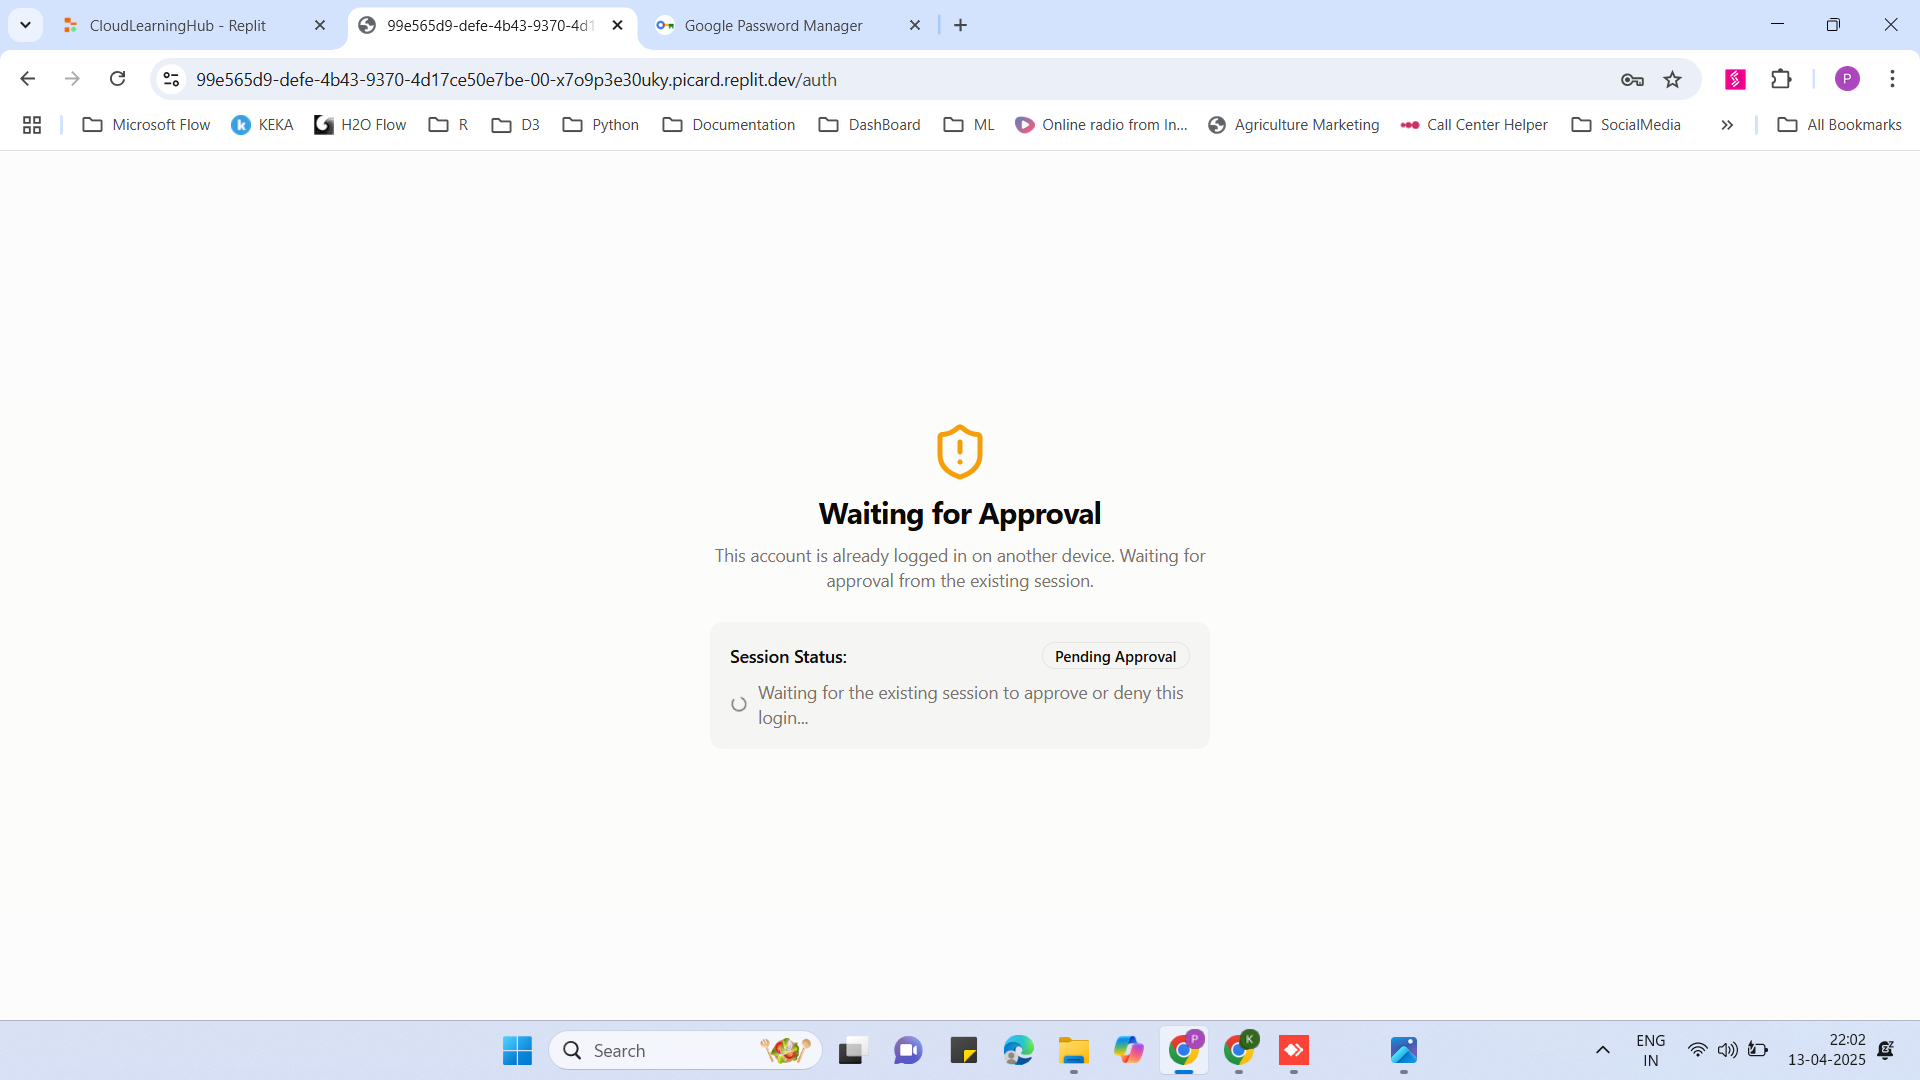 CloudLearningHub - Replit
99e565d9-defe-4b43-9370-4d1
Google Password Manager
99e565d9-defe-4b43-9370-4d17ce50e7be-00-x7o9p3e30uky.picard.replit.dev/auth
P
Microsoft Flow
KEKA
H2O Flow
R
D3
Python
Documentation
DashBoard
ML
Online radio from In...
Agriculture Marketing
Call Center Helper
SocialMedia
All Bookmarks
Waiting for Approval
This account is already logged in on another device. Waiting for
approval from the existing session.
Session Status:
Pending Approval
Waiting for the existing session to approve or deny this
login...
Search
P
K
ENG
IN
22:02
13-04-2025